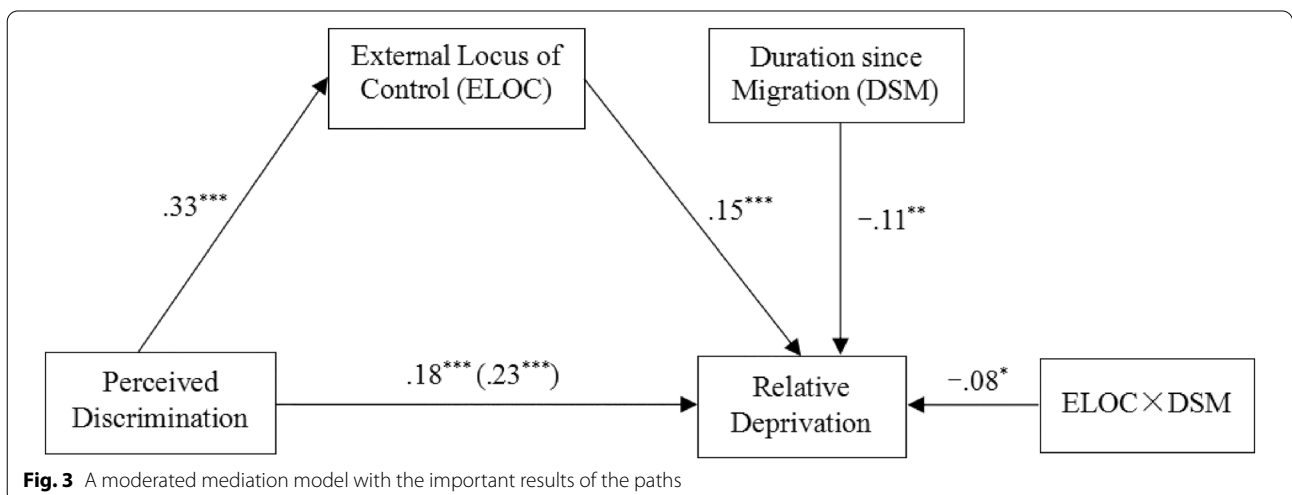 External Locus of
Control (ELOC)
Duration since
Migration (DSM)
.33***
.15***
−.11**
Perceived
Discrimination
.18*** (.23***)
Relative
Deprivation
−.08*
ELOC×DSM
Fig. 3 A moderated mediation model with the important results of the paths